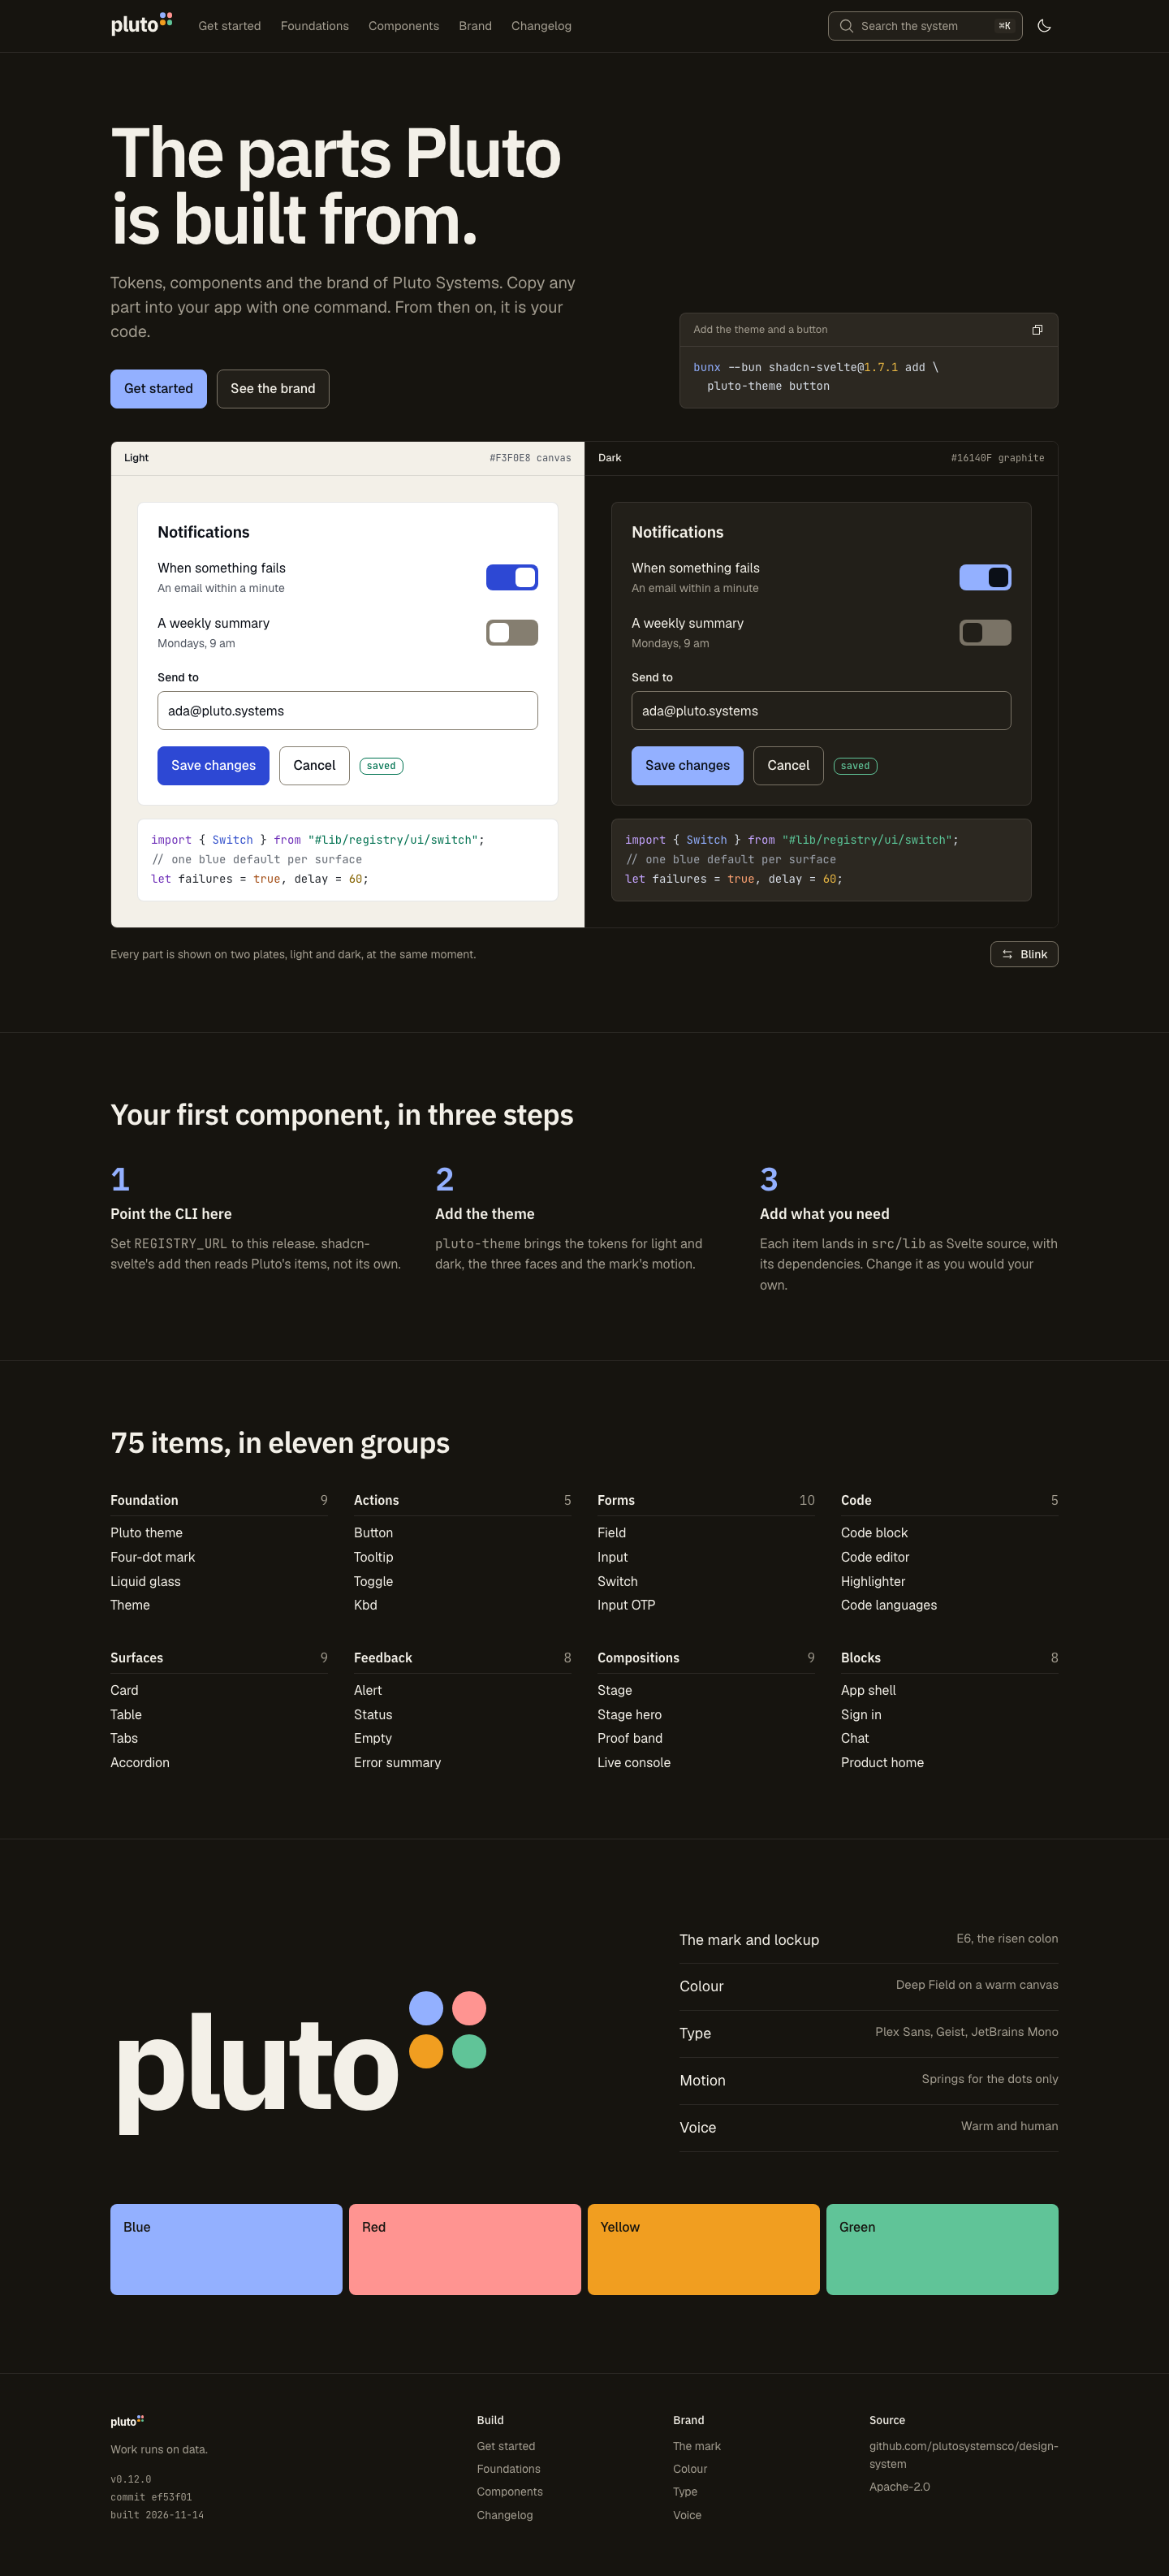 pluto
Get started
Foundations
Components
Brand
Changelog
Search the system
⌘K
The parts Pluto
is built from.
Tokens, components and the brand of Pluto Systems. Copy any
part into your app with one command. From then on, it is your
code.
Get started
See the brand
Add the theme and a button
bunx --bun shadcn-svelte@1.7.1 add \
pluto-theme button
Light
#F3F0E8 canvas
Notifications
When something fails
An email within a minute
A weekly summary
Mondays, 9 am
Send to
ada@pluto.systems
Save changes
Cancel
saved
import { Switch } from "#lib/registry/ui/switch";
// one blue default per surface
let failures = true, delay = 60;
Dark
#16140F graphite
Notifications
When something fails
An email within a minute
A weekly summary
Mondays, 9 am
Send to
ada@pluto.systems
Save changes
Cancel
saved
import { Switch } from "#lib/registry/ui/switch";
// one blue default per surface
let failures = true, delay = 60;
Every part is shown on two plates, light and dark, at the same moment.
Blink
Your first component, in three steps
1
Point the CLI here
Set REGISTRY_URL to this release. shadcn-
svelte's add then reads Pluto's items, not its own.
2
Add the theme
pluto-theme brings the tokens for light and
dark, the three faces and the mark's motion.
3
Add what you need
Each item lands in src/lib as Svelte source, with
its dependencies. Change it as you would your
own.
75 items, in eleven groups
Foundation 9
Pluto theme
Four-dot mark
Liquid glass
Theme
Actions 5
Button
Tooltip
Toggle
Kbd
Forms 10
Field
Input
Switch
Input OTP
Code 5
Code block
Code editor
Highlighter
Code languages
Surfaces 9
Card
Table
Tabs
Accordion
Feedback 8
Alert
Status
Empty
Error summary
Compositions 9
Stage
Stage hero
Proof band
Live console
Blocks 8
App shell
Sign in
Chat
Product home
pluto
The mark and lockup
E6, the risen colon
Colour
Deep Field on a warm canvas
Type
Plex Sans, Geist, JetBrains Mono
Motion
Springs for the dots only
Voice
Warm and human
Blue
Red
Yellow
Green
pluto
Work runs on data.
v0.12.0
commit ef53f01
built 2026-11-14
Build
Get started
Foundations
Components
Changelog
Brand
The mark
Colour
Type
Voice
Source
github.com/plutosystemsco/design-
system
Apache-2.0